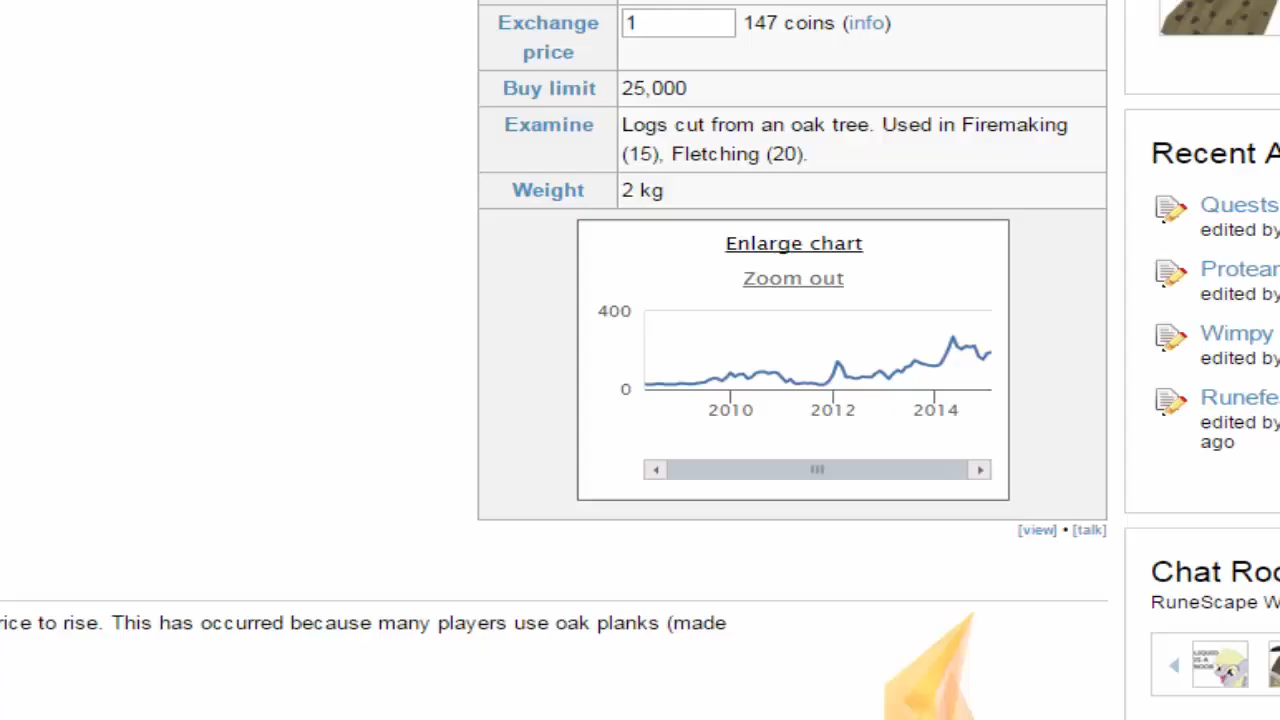 Exchange price
1
147 coins (info)
Buy limit
25,000
Examine
Logs cut from an oak tree. Used in Firemaking
(15), Fletching (20).
Weight
2 kg
Enlarge chart
Zoom out
400
0
2010
2012
2014
[view] • [talk]
rice to rise. This has occurred because many players use oak planks (made
Recent A
Quests
edited by
Protean
edited by
Wimpy
edited by
Runefe
edited by
ago
Chat Roo
RuneScape W
LIQUID
IS A
NOOB